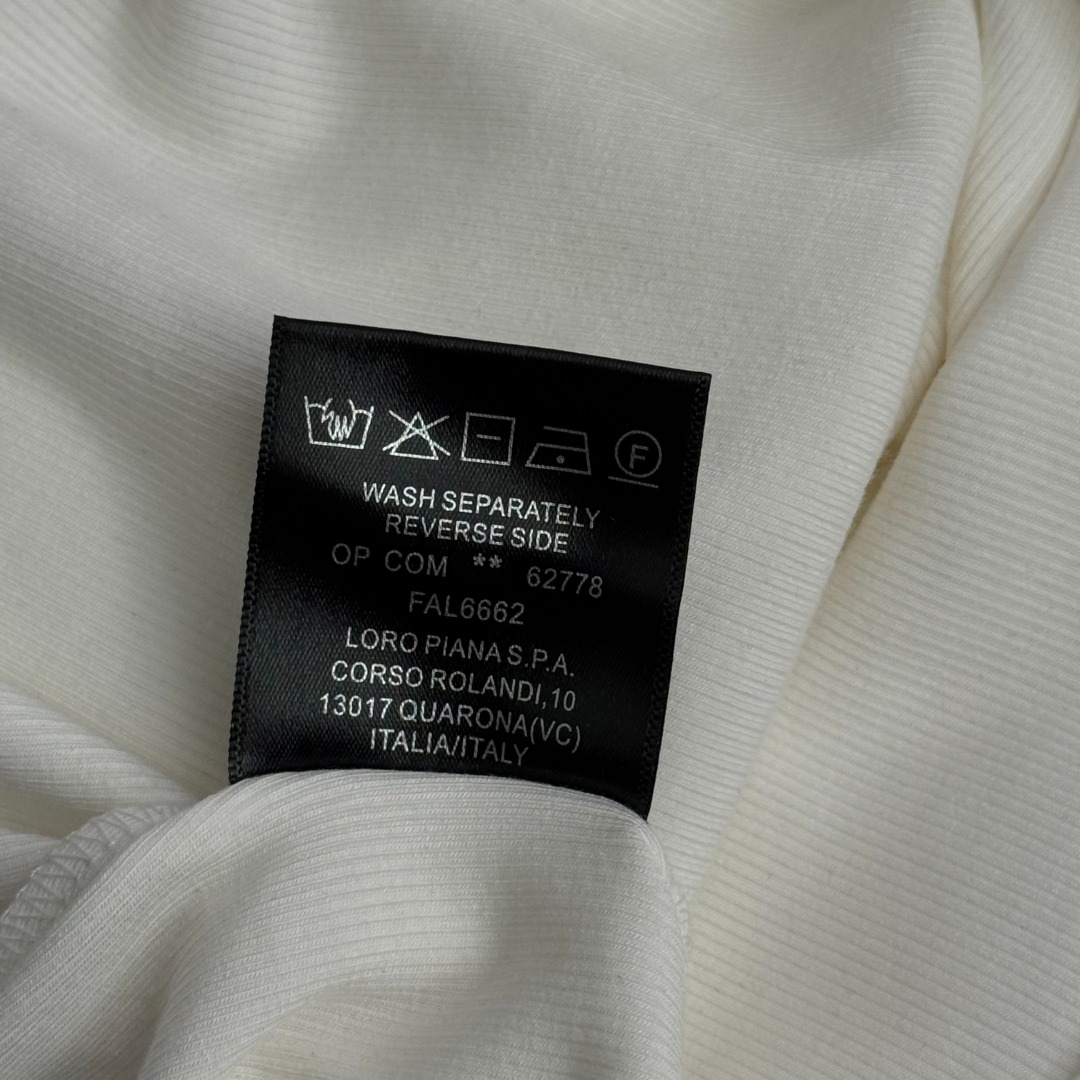 F
WASH SEPARATELY
REVERSE SIDE
OP COM ** 62778
FAL6662
LORO PIANA S.P.A.
CORSO ROLANDI,10
13017 QUARONA(VC)
ITALIA/ITALY